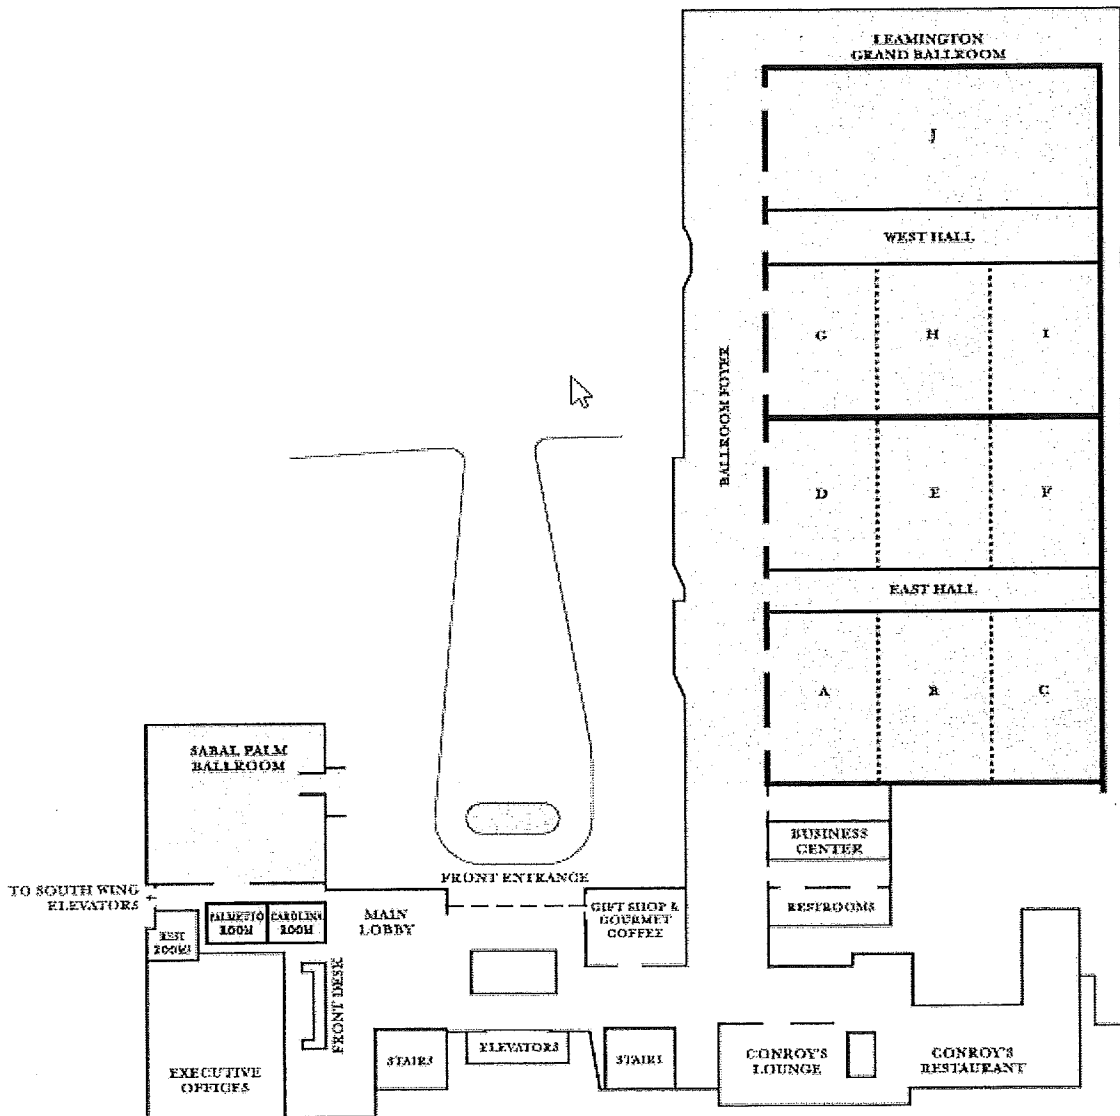 LEAMINGTON
GRAND BALLROOM
J
WEST HALL
G
H
I
BALLROOM FOYER
D
E
F
EAST HALL
A
B
C
SABAL PALM
BALLROOM
BUSINESS
CENTER
FRONT ENTRANCE
TO SOUTH WING
ELEVATORS
RESTROOMS
PALMETTO
ROOM
CAROLINA
ROOM
MAIN
LOBBY
GIFT SHOP &
GOURMET
COFFEE
REST
ROOMS
FRONT DESK
STAIRS
ELEVATORS
STAIRS
CONROY'S
LOUNGE
CONROY'S
RESTAURANT
EXECUTIVE
OFFICES